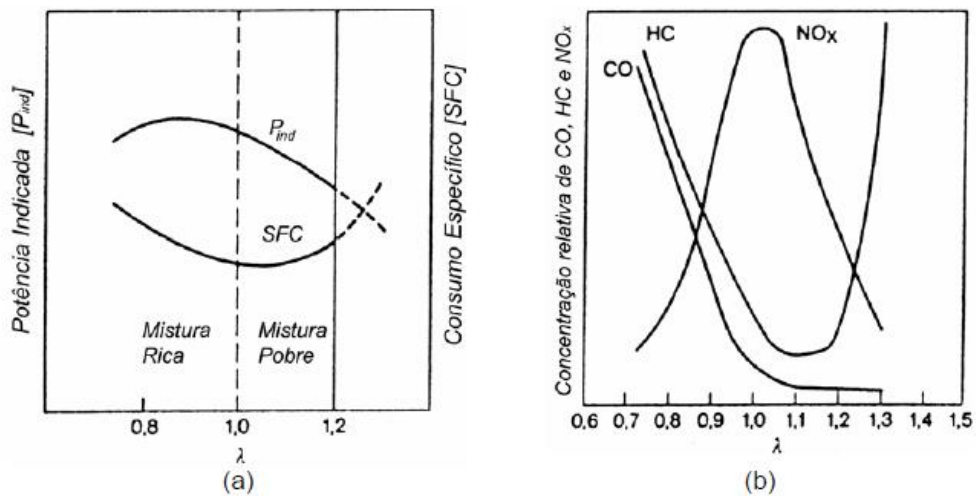 Potência Indicada [Pind]
Pind
SFC
Mistura
Rica
Mistura
Pobre
0,8
1,0
1,2
λ
Consumo Específico [SFC]
(a)
Concentração relativa de CO, HC e NOx
HC
CO
NOx
0.6 0,7 0,8 0,9 1,0 1,1 1,2 1,3 1,4 1,5
λ
(b)